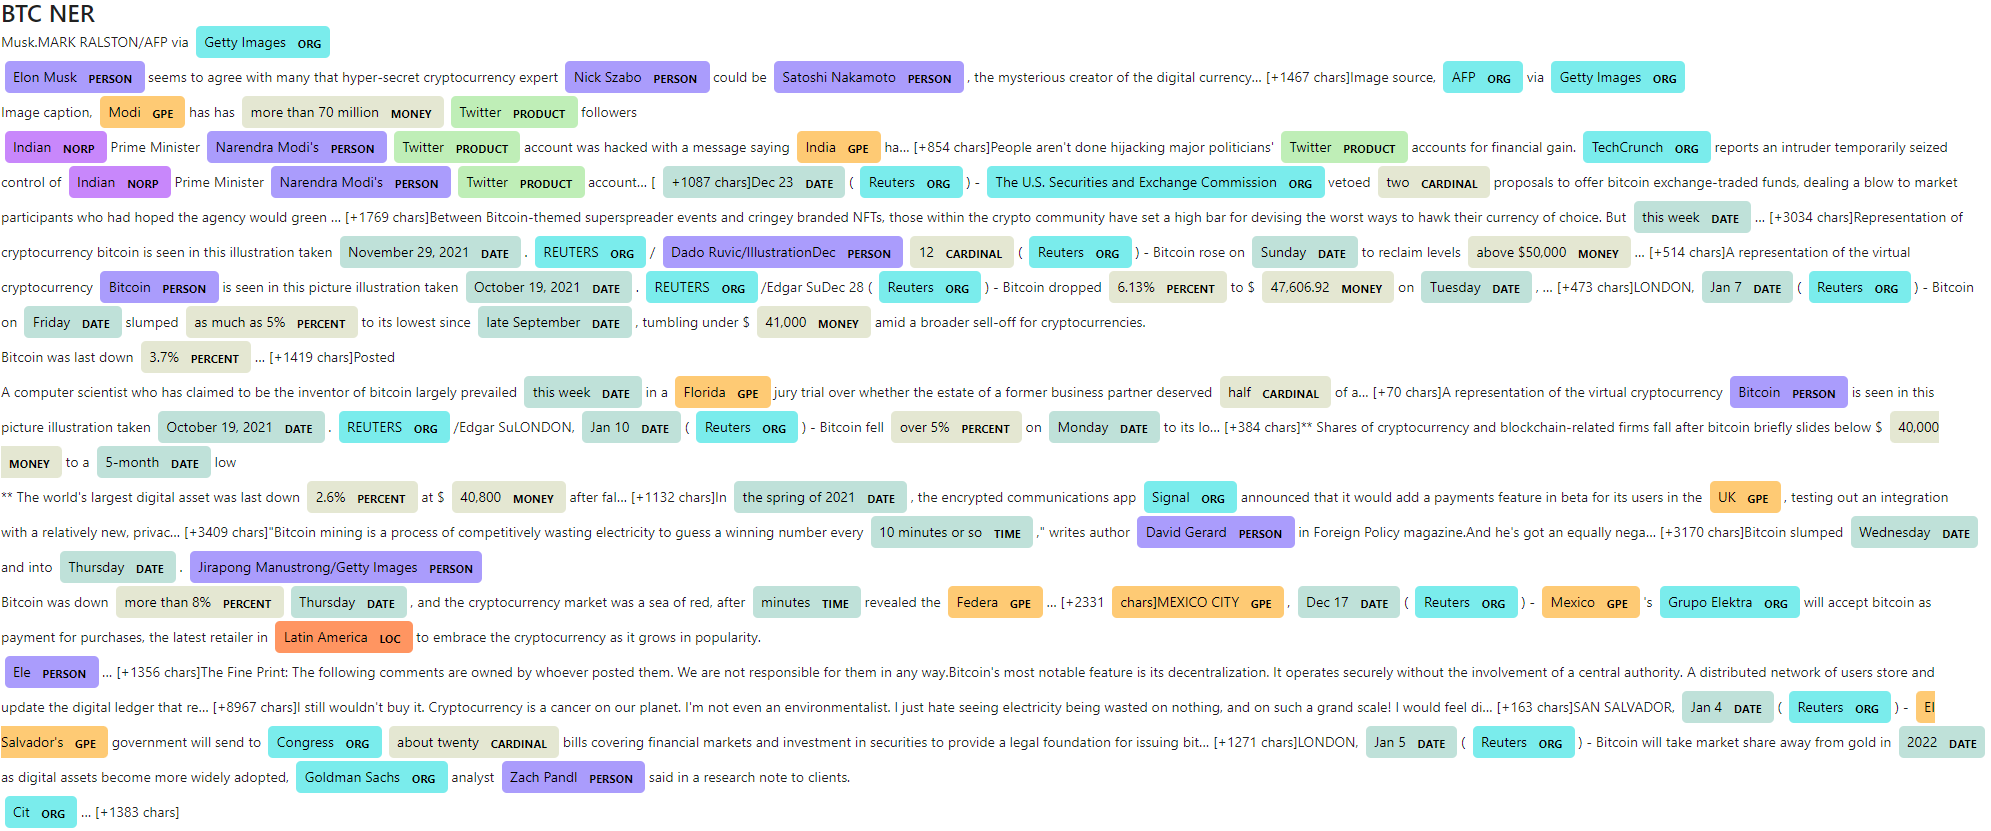 BTC NER
Musk.MARK RALSTON/AFP via Getty Images ORG
Elon Musk PERSON seems to agree with many that hyper-secret cryptocurrency expert Nick Szabo PERSON could be Satoshi Nakamoto PERSON , the mysterious creator of the digital currency… [+1467 chars]Image source, AFP ORG via Getty Images ORG
Image caption, Modi GPE has has more than 70 million MONEY Twitter PRODUCT followers
Indian NORP Prime Minister Narendra Modi's PERSON Twitter PRODUCT account was hacked with a message saying India GPE ha… [+854 chars]People aren't done hijacking major politicians' Twitter PRODUCT accounts for financial gain. TechCrunch ORG reports an intruder temporarily seized
control of Indian NORP Prime Minister Narendra Modi's PERSON Twitter PRODUCT account… [ +1087 chars]Dec 23 DATE ( Reuters ORG ) - The U.S. Securities and Exchange Commission ORG vetoed two CARDINAL proposals to offer bitcoin exchange-traded funds, dealing a blow to market
participants who had hoped the agency would green … [+1769 chars]Between Bitcoin-themed superspreader events and cringey branded NFTs, those within the crypto community have set a high bar for devising the worst ways to hawk their currency of choice. But this week DATE … [+3034 chars]Representation of
cryptocurrency bitcoin is seen in this illustration taken November 29, 2021 DATE . REUTERS ORG / Dado Ruvic/IllustrationDec PERSON 12 CARDINAL ( Reuters ORG ) - Bitcoin rose on Sunday DATE to reclaim levels above $50,000 MONEY … [+514 chars]A representation of the virtual
cryptocurrency Bitcoin PERSON is seen in this picture illustration taken October 19, 2021 DATE . REUTERS ORG /Edgar SuDec 28 ( Reuters ORG ) - Bitcoin dropped 6.13% PERCENT to $ 47,606.92 MONEY on Tuesday DATE , … [+473 chars]LONDON, Jan 7 DATE ( Reuters ORG ) - Bitcoin
on Friday DATE slumped as much as 5% PERCENT to its lowest since late September DATE , tumbling under $ 41,000 MONEY amid a broader sell-off for cryptocurrencies.
Bitcoin was last down 3.7% PERCENT … [+1419 chars]Posted
A computer scientist who has claimed to be the inventor of bitcoin largely prevailed this week DATE in a Florida GPE jury trial over whether the estate of a former business partner deserved half CARDINAL of a… [+70 chars]A representation of the virtual cryptocurrency Bitcoin PERSON is seen in this
picture illustration taken October 19, 2021 DATE . REUTERS ORG /Edgar SuLONDON, Jan 10 DATE ( Reuters ORG ) - Bitcoin fell over 5% PERCENT on Monday DATE to its lo… [+384 chars]** Shares of cryptocurrency and blockchain-related firms fall after bitcoin briefly slides below $ 40,000
MONEY to a 5-month DATE low
** The world's largest digital asset was last down 2.6% PERCENT at $ 40,800 MONEY after fal… [+1132 chars]In the spring of 2021 DATE , the encrypted communications app Signal ORG announced that it would add a payments feature in beta for its users in the UK GPE , testing out an integration
with a relatively new, privac… [+3409 chars]"Bitcoin mining is a process of competitively wasting electricity to guess a winning number every 10 minutes or so TIME ," writes author David Gerard PERSON in Foreign Policy magazine.And he's got an equally nega… [+3170 chars]Bitcoin slumped Wednesday DATE
and into Thursday DATE . Jirapong Manustrong/Getty Images PERSON
Bitcoin was down more than 8% PERCENT Thursday DATE , and the cryptocurrency market was a sea of red, after minutes TIME revealed the Federa GPE … [+2331 chars]MEXICO CITY GPE , Dec 17 DATE ( Reuters ORG ) - Mexico GPE 's Grupo Elektra ORG will accept bitcoin as
payment for purchases, the latest retailer in Latin America LOC to embrace the cryptocurrency as it grows in popularity.
Ele PERSON … [+1356 chars]The Fine Print: The following comments are owned by whoever posted them. We are not responsible for them in any way.Bitcoin's most notable feature is its decentralization. It operates securely without the involvement of a central authority. A distributed network of users store and
update the digital ledger that re… [+8967 chars]I still wouldn't buy it. Cryptocurrency is a cancer on our planet. I'm not even an environmentalist. I just hate seeing electricity being wasted on nothing, and on such a grand scale! I would feel di… [+163 chars]SAN SALVADOR, Jan 4 DATE ( Reuters ORG ) - El
Salvador's GPE government will send to Congress ORG about twenty CARDINAL bills covering financial markets and investment in securities to provide a legal foundation for issuing bit… [+1271 chars]LONDON, Jan 5 DATE ( Reuters ORG ) - Bitcoin will take market share away from gold in 2022 DATE
as digital assets become more widely adopted, Goldman Sachs ORG analyst Zach Pandl PERSON said in a research note to clients.
Cit ORG … [+1383 chars]